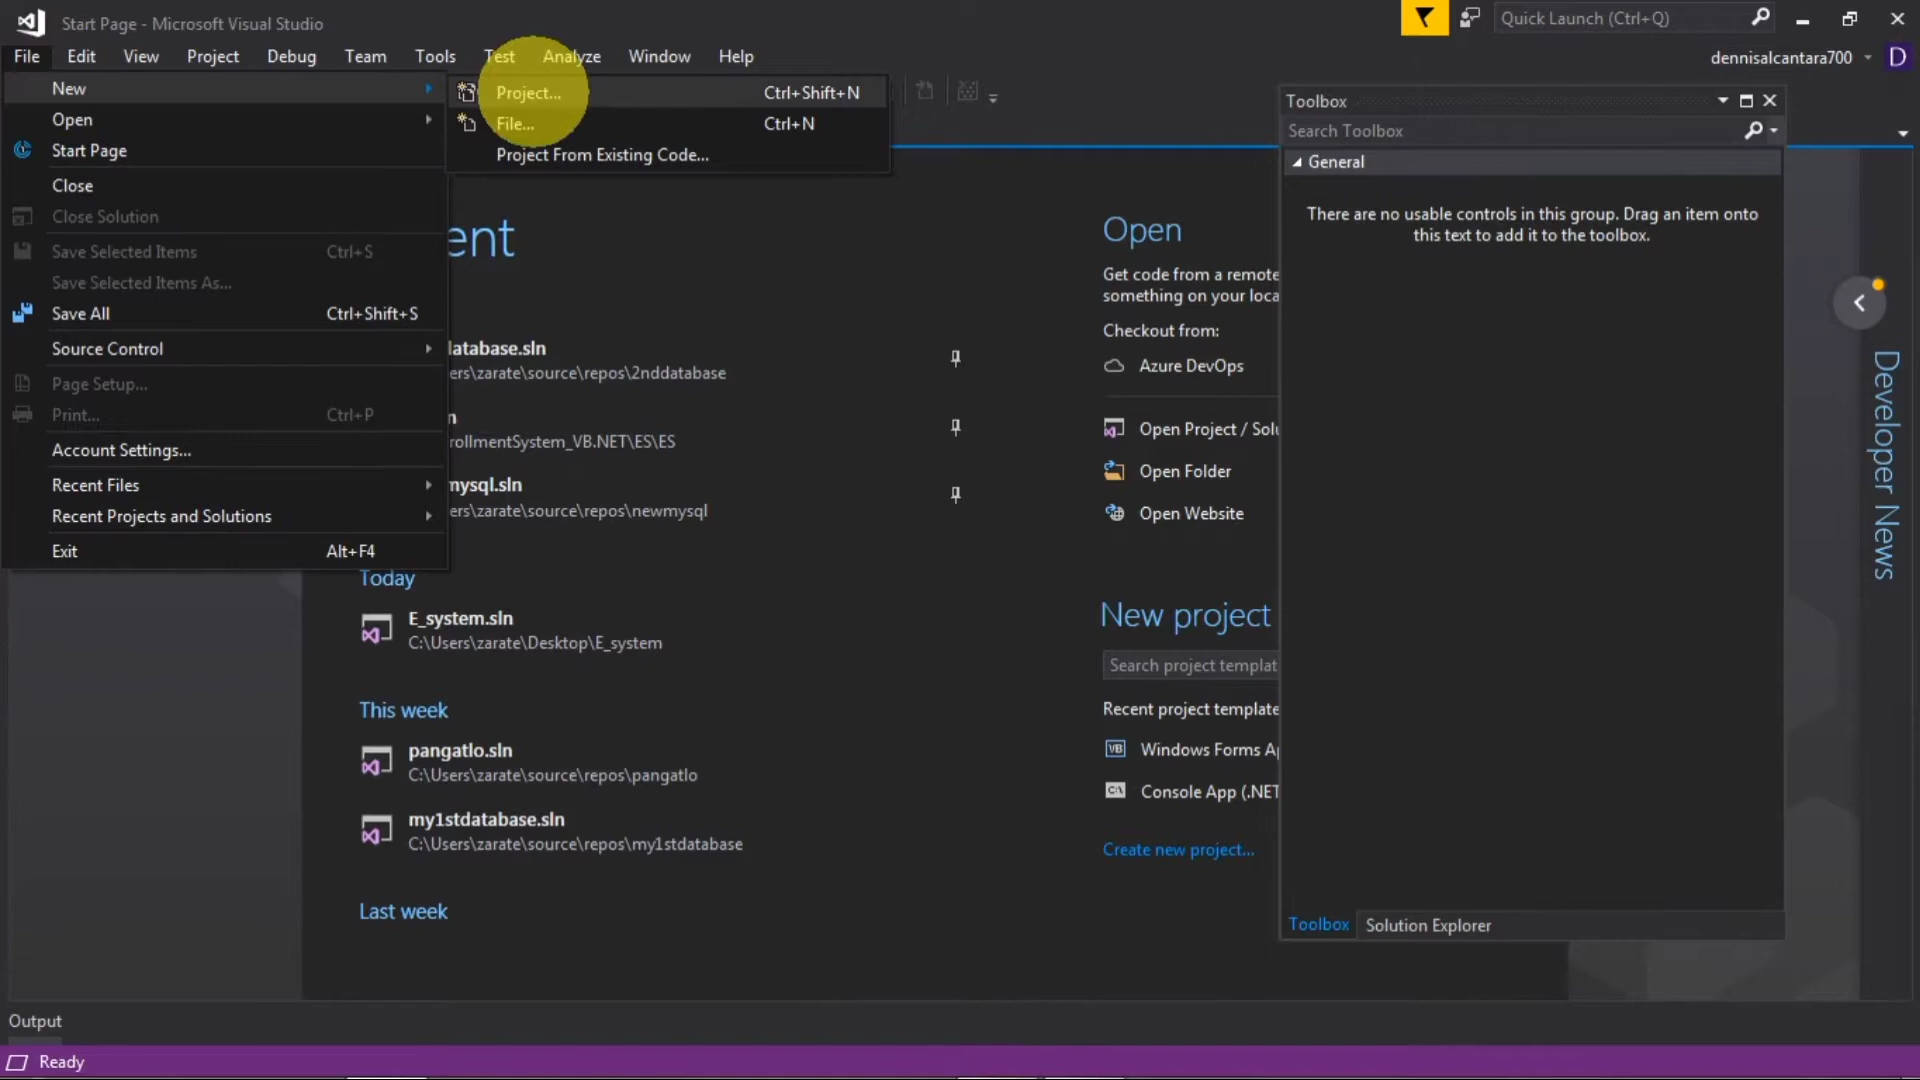 Start Page - Microsoft Visual Studio
Quick Launch (Ctrl+Q)
File Edit View Project Debug Team Tools Test Analyze Window Help
dennisalcantara700 D
New
Open
Start Page
Close
Close Solution
Save Selected Items Ctrl+S
Save Selected Items As...
Save All Ctrl+Shift+S
Source Control
Page Setup...
Print... Ctrl+P
Account Settings...
Recent Files
Recent Projects and Solutions
Exit Alt+F4
Project... Ctrl+Shift+N
File... Ctrl+N
Project From Existing Code...
ent
latabase.sln
ers\zarate\source\repos\2nddatabase
n
rollmentSystem_VB.NET\ES\ES
mysql.sln
ers\zarate\source\repos\newmysql
Today
E_system.sln
C:\Users\zarate\Desktop\E_system
This week
pangatlo.sln
C:\Users\zarate\source\repos\pangatlo
my1stdatabase.sln
C:\Users\zarate\source\repos\my1stdatabase
Last week
Open
Get code from a remote
something on your loca
Checkout from:
Azure DevOps
Open Project / Solu
Open Folder
Open Website
New project
Search project templat
Recent project template
VB Windows Forms Ap
C:\ Console App (.NET
Create new project...
Toolbox
Search Toolbox
General
There are no usable controls in this group. Drag an item onto
this text to add it to the toolbox.
Toolbox Solution Explorer
Developer News
Output
Ready